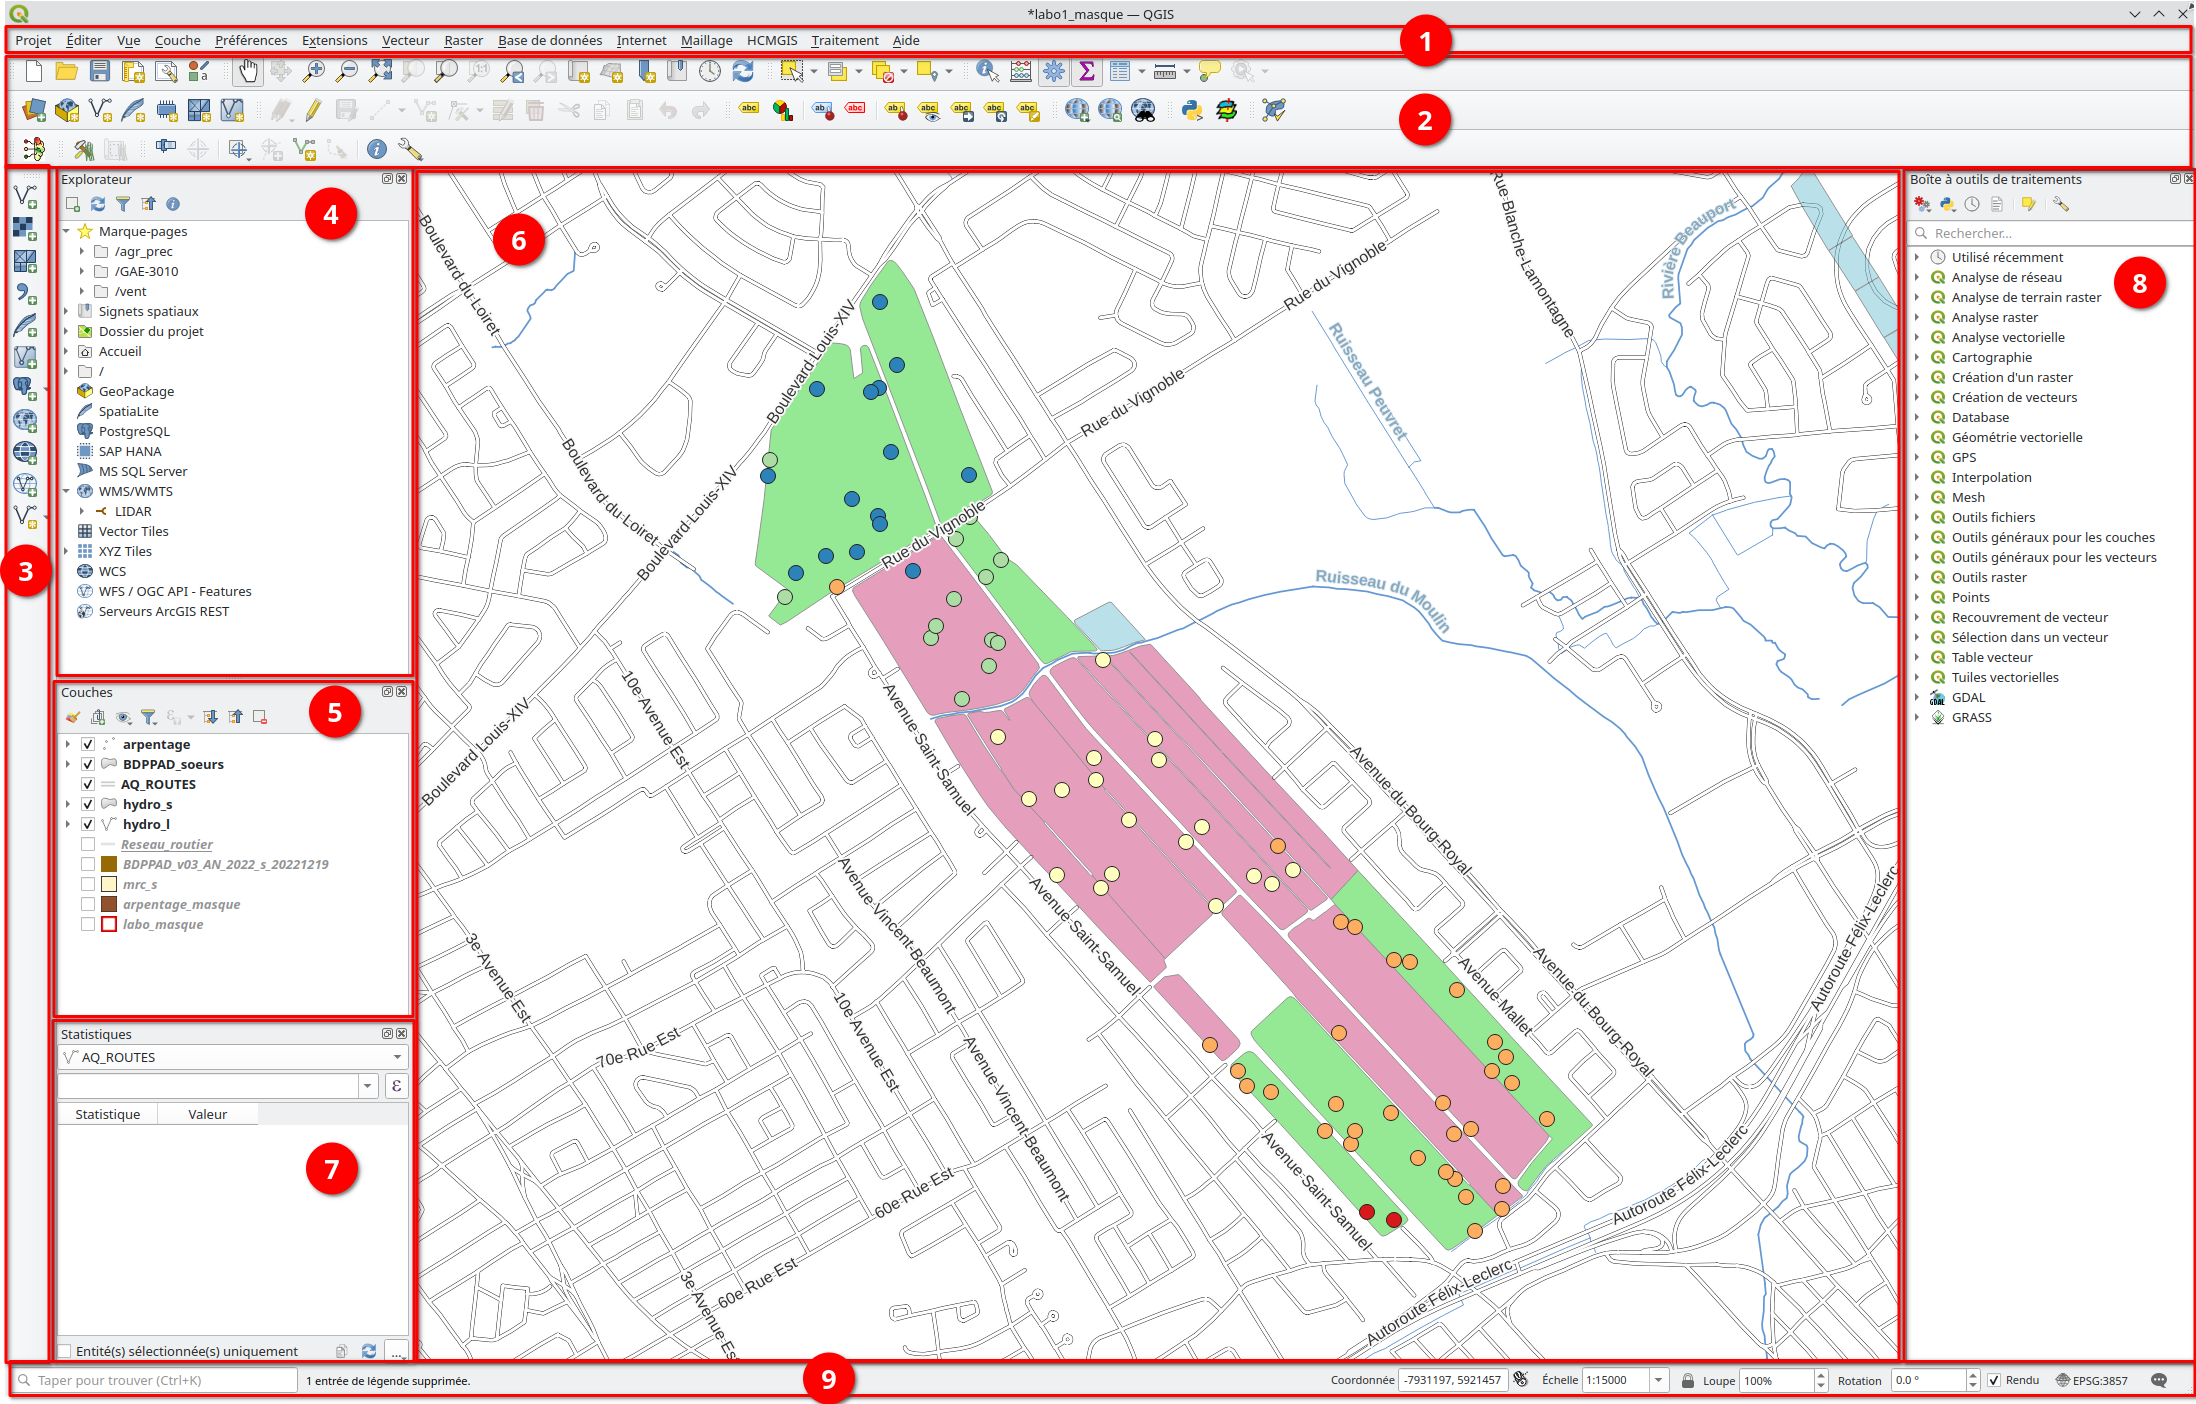 *labo1_masque — QGIS
Projet Éditer Vue Couche Préférences Extensions Vecteur Raster Base de données Internet Maillage HCMGIS Traitement Aide
1
2
3
Explorateur
4
Marque-pages
/agr_prec
/GAE-3010
/vent
Signets spatiaux
Dossier du projet
Accueil
/
GeoPackage
SpatiaLite
PostgreSQL
SAP HANA
MS SQL Server
WMS/WMTS
LIDAR
Vector Tiles
XYZ Tiles
WCS
WFS / OGC API - Features
Serveurs ArcGIS REST
Couches
5
arpentage
BDPPAD_soeurs
AQ_ROUTES
hydro_s
hydro_l
Reseau_routier
BDPPAD_v03_AN_2022_s_20221219
mrc_s
arpentage_masque
labo_masque
Statistiques
AQ_ROUTES
ε
Statistique Valeur
7
Entité(s) sélectionnée(s) uniquement
...
6
Boulevard-du-Loiret
Boulevard-Louis-XIV
Rue-du-Vignoble
Rue-Blanche-Lamontagne
Rivière Beauport
Ruisseau Peuvret
Rue-du-Vignoble
Boulevard-du-Loiret
Boulevard-Louis-XIV
Rue-du-Vignoble
Ruisseau du Moulin
10e-Avenue-Est
Boulevard-Louis-XIV
Avenue-Saint-Samuel
Avenue-du-Bourg-Royal
Avenue-Vincent-Beaumont
Avenue-Saint-Samuel
3e-Avenue-Est
70e-Rue-Est
10e-Avenue-Est
Avenue-Vincent-Beaumont
Avenue-Mallet
Avenue-du-Bourg-Royal
Autoroute-Félix-Leclerc
60e-Rue-Est
60e-Rue-Est
3e-Avenue-Es
Avenue-Saint-Samuel
Autoroute-Félix-Leclerc
Autoroute-Félix-Leclerc
Boîte à outils de traitements
Rechercher...
8
Utilisé récemment
Analyse de réseau
Analyse de terrain raster
Analyse raster
Analyse vectorielle
Cartographie
Création d'un raster
Création de vecteurs
Database
Géométrie vectorielle
GPS
Interpolation
Mesh
Outils fichiers
Outils généraux pour les couches
Outils généraux pour les vecteurs
Outils raster
Points
Recouvrement de vecteur
Sélection dans un vecteur
Table vecteur
Tuiles vectorielles
GDAL
GRASS
Taper pour trouver (Ctrl+K) 1 entrée de légende supprimée. 9 Coordonnée -7931197, 5921457 Échelle 1:15000 Loupe 100% Rotation 0.0 ° Rendu EPSG:3857